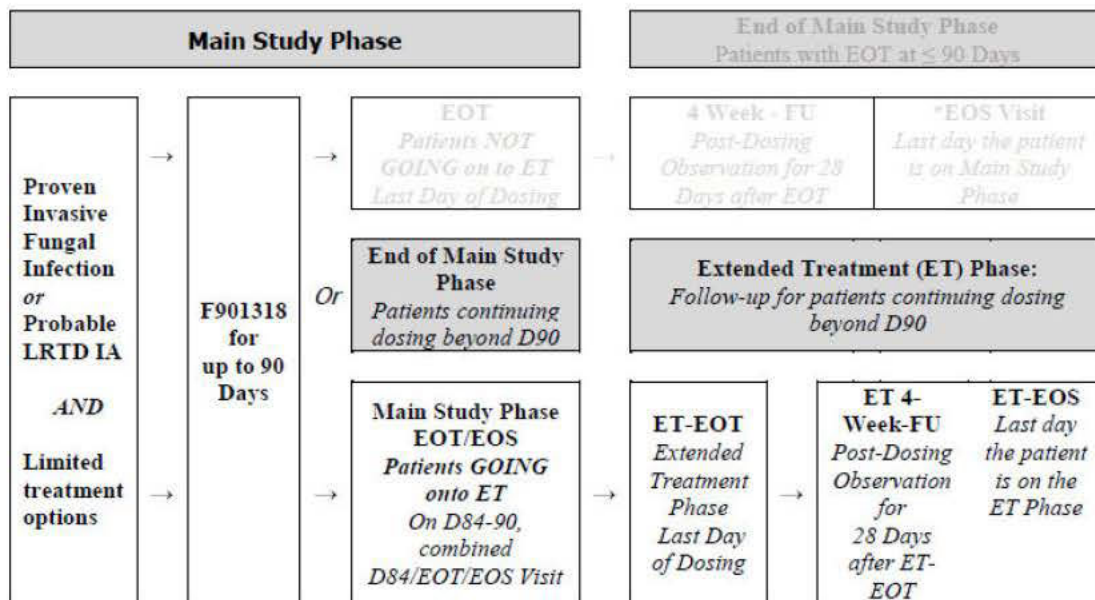 Main Study Phase
End of Main Study Phase
Patients with EOT at ≤ 90 Days
Proven
Invasive
Fungal
Infection
or
Probable
LRTD IA
AND
Limited
treatment
options
→
→
F901318
for
up to 90
Days
→
Or
→
EOT
Patients NOT
GOING on to ET
Last Day of Dosing
→
4 Week - FU
Post-Dosing
Observation for 28
Days after EOT
*EOS Visit
Last day the patient
is on Main Study
Phase
End of Main Study
Phase
Patients continuing
dosing beyond D90
Extended Treatment (ET) Phase:
Follow-up for patients continuing dosing
beyond D90
Main Study Phase
EOT/EOS
Patients GOING
onto ET
On D84-90,
combined
D84/EOT/EOS Visit
→
ET-EOT
Extended
Treatment
Phase
Last Day
of Dosing
→
ET 4-
Week-FU
Post-Dosing
Observation
for
28 Days
after ET-
EOT
ET-EOS
Last day
the patient
is on the
ET Phase